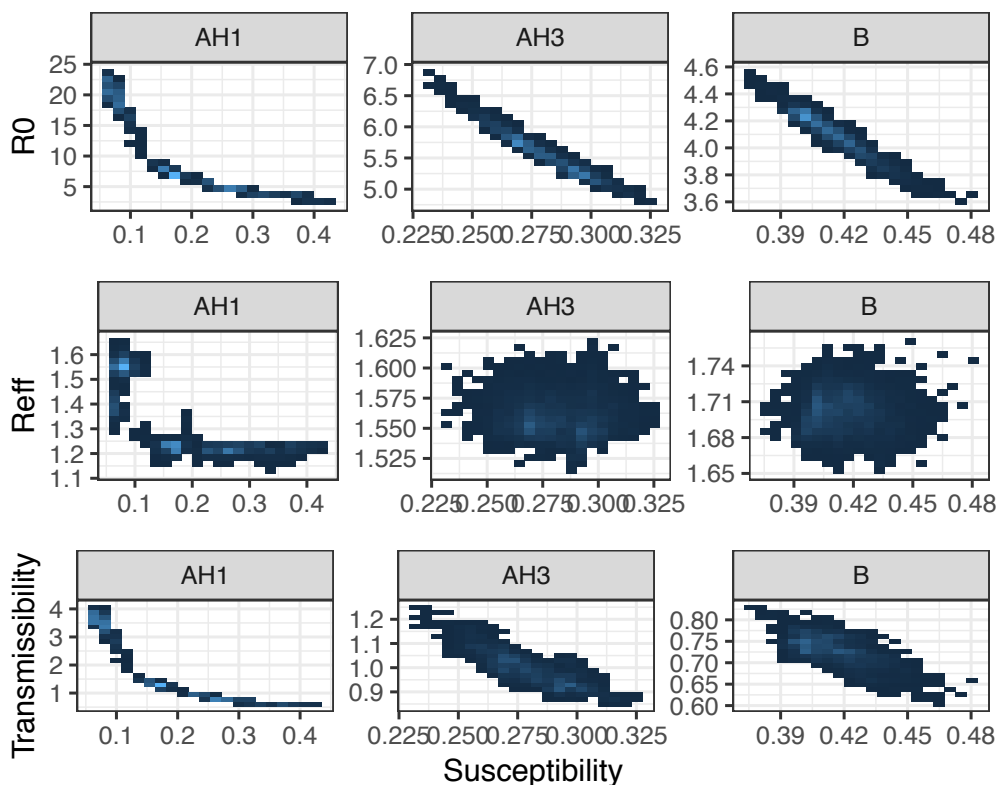 AH1 AH3 B
R0
25 20 15 10 5
7.0 6.5 6.0 5.5 5.0
4.6 4.4 4.2 4.0 3.8 3.6
0.1 0.2 0.3 0.4 0.225 0.250 0.275 0.300 0.325 0.39 0.42 0.45 0.48
AH1 AH3 B
Reff
1.6 1.5 1.4 1.3 1.2 1.1
1.625 1.600 1.575 1.550 1.525
1.74 1.71 1.68 1.65
0.1 0.2 0.3 0.4 0.225 0.250 0.275 0.300 0.325 0.39 0.42 0.45 0.48
AH1 AH3 B
Transmissibility
4 3 2 1
1.2 1.1 1.0 0.9
0.80 0.75 0.70 0.65 0.60
0.1 0.2 0.3 0.4 0.225 0.250 0.275 0.300 0.325 0.39 0.42 0.45 0.48
Susceptibility